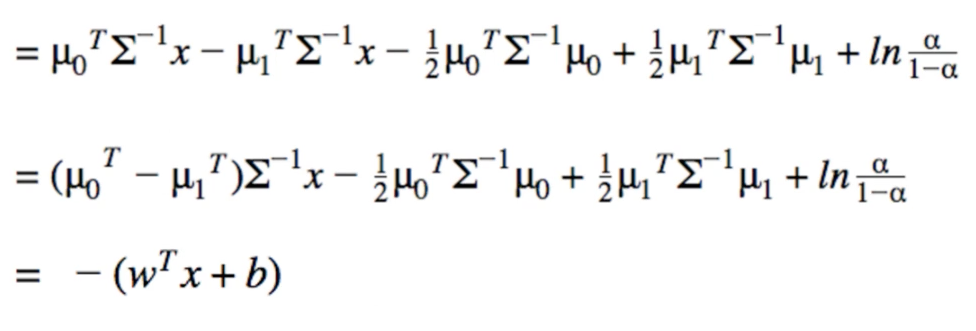 = μ₀ᵀΣ⁻¹x − μ₁ᵀΣ⁻¹x − ½μ₀ᵀΣ⁻¹μ₀ + ½μ₁ᵀΣ⁻¹μ₁ + ln α/(1−α)
= (μ₀ᵀ − μ₁ᵀ)Σ⁻¹x − ½μ₀ᵀΣ⁻¹μ₀ + ½μ₁ᵀΣ⁻¹μ₁ + ln α/(1−α)
= − (wᵀx + b)